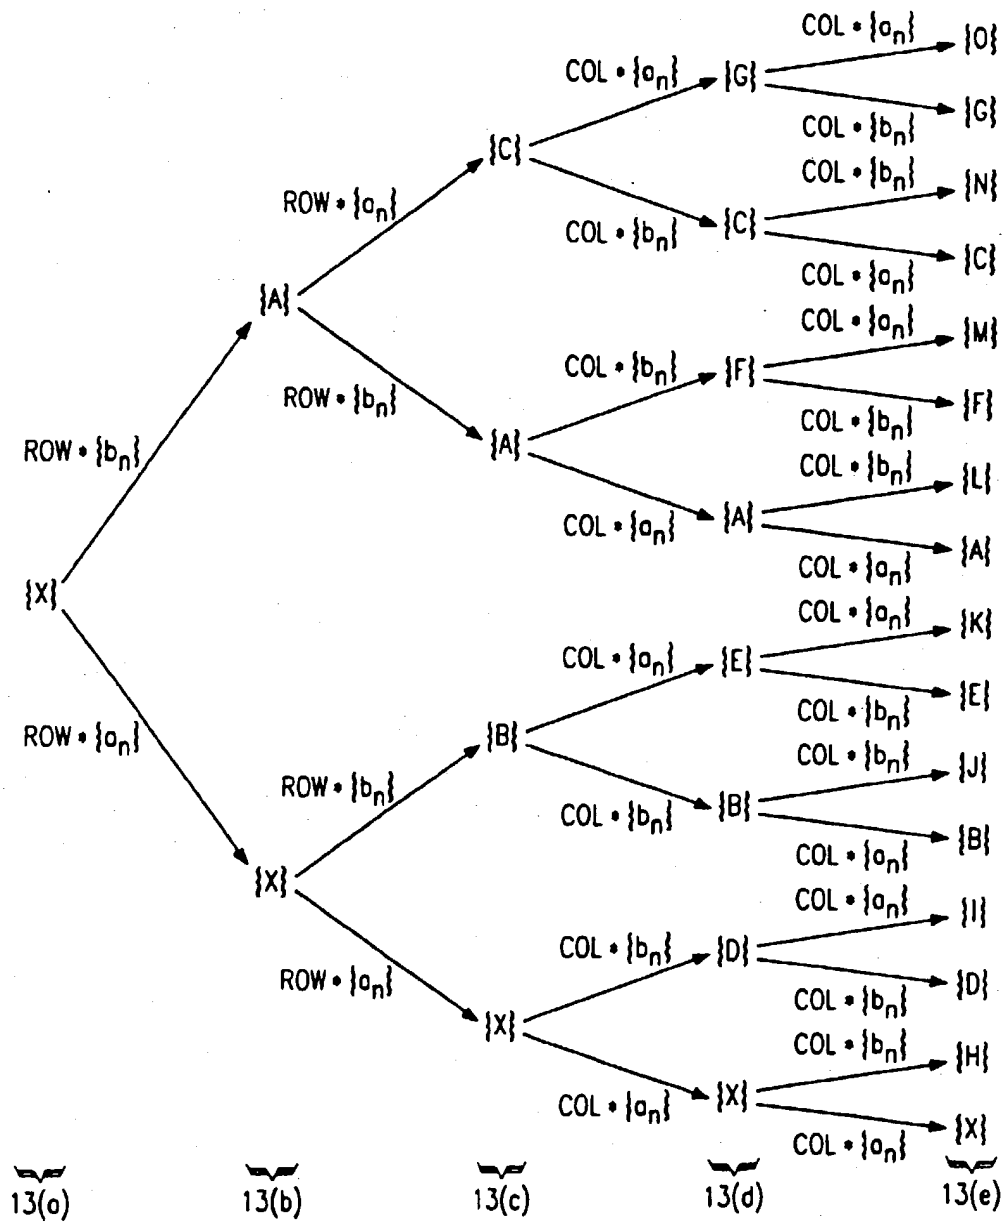 COL * {a_n}
{O}
COL * {a_n}
{G}
COL * {b_n}
{G}
{C}
COL * {b_n}
{N}
ROW * {a_n}
COL * {b_n}
{C}
COL * {a_n}
{C}
{A}
COL * {a_n}
{M}
ROW * {b_n}
COL * {b_n}
{F}
COL * {b_n}
{F}
ROW * {b_n}
{A}
COL * {b_n}
{L}
COL * {a_n}
{A}
COL * {a_n}
{A}
{X}
COL * {a_n}
{K}
COL * {a_n}
{E}
COL * {b_n}
{E}
ROW * {a_n}
{B}
COL * {b_n}
{J}
ROW * {b_n}
COL * {b_n}
{B}
COL * {a_n}
{B}
{X}
COL * {a_n}
{I}
ROW * {a_n}
COL * {b_n}
{D}
COL * {b_n}
{D}
{X}
COL * {b_n}
{H}
COL * {a_n}
{X}
COL * {a_n}
{X}
13(a) 13(b) 13(c) 13(d) 13(e)